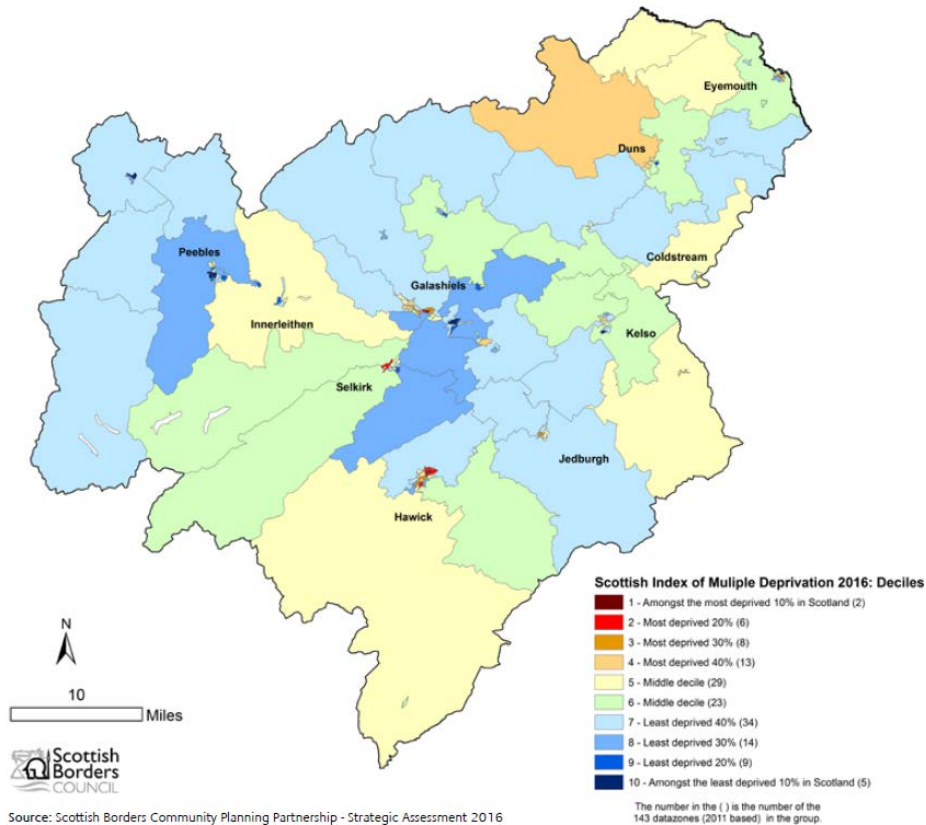 Eyemouth
Duns
Peebles
Coldstream
Galashiels
Innerleithen
Kelso
Selkirk
Jedburgh
Hawick
Scottish Index of Muliple Deprivation 2016: Deciles
1 - Amongst the most deprived 10% in Scotland (2)
2 - Most deprived 20% (6)
3 - Most deprived 30% (8)
4 - Most deprived 40% (13)
5 - Middle decile (29)
6 - Middle decile (23)
7 - Least deprived 40% (34)
8 - Least deprived 30% (14)
9 - Least deprived 20% (9)
10 - Amongst the least deprived 10% in Scotland (5)
The number in the ( ) is the number of the
143 datazones (2011 based) in the group.
N
10
Miles
Scottish
Borders
COUNCIL
Source: Scottish Borders Community Planning Partnership - Strategic Assessment 2016